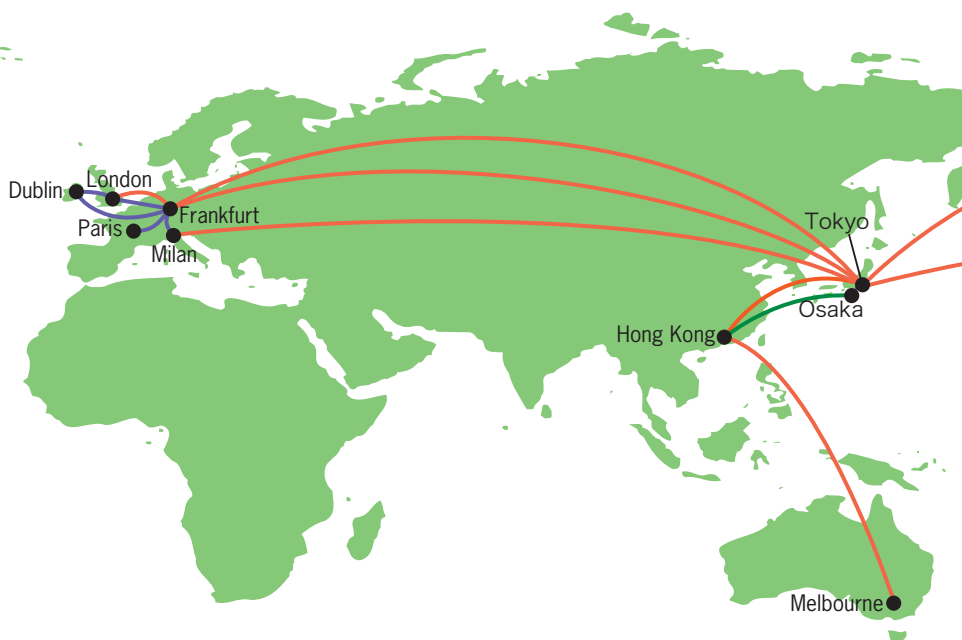 London
Dublin
Frankfurt
Paris
Milan
Tokyo
Osaka
Hong Kong
Melbourne